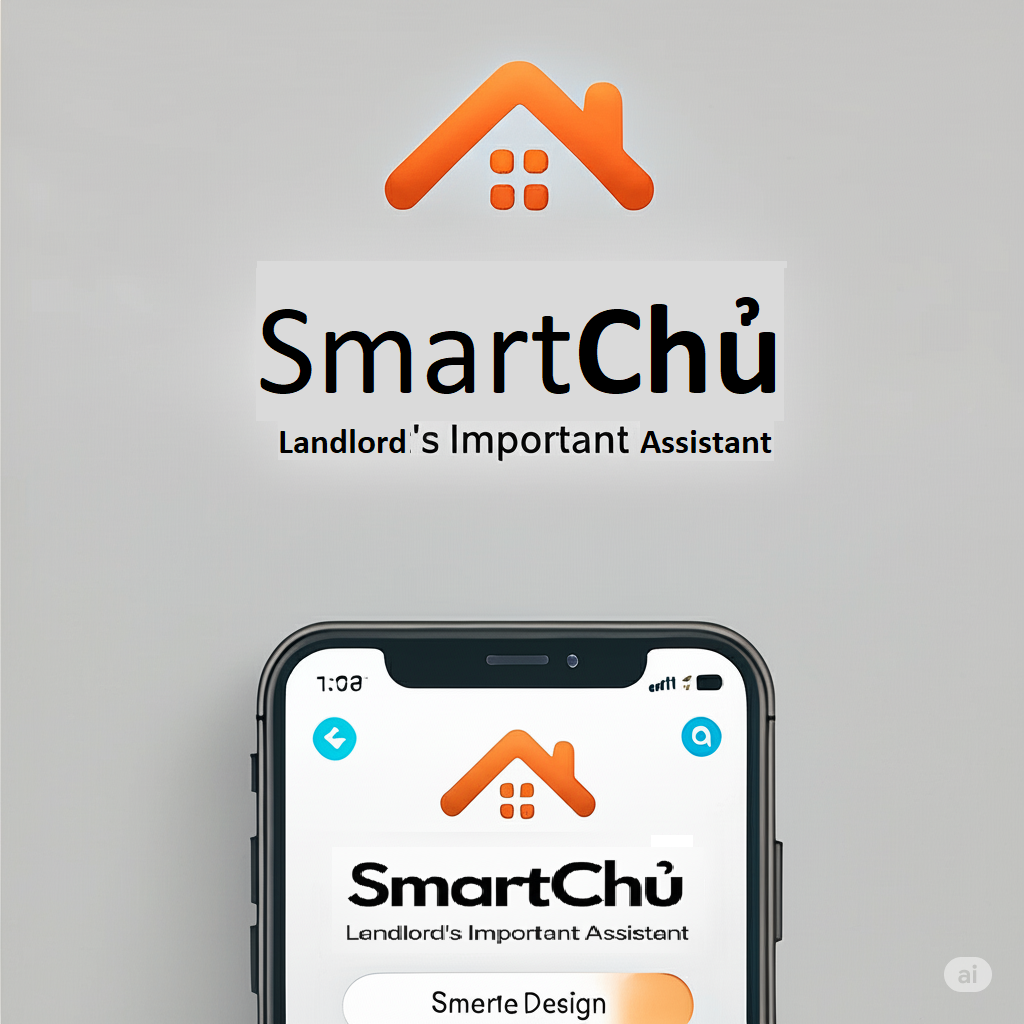 SmartChủ
Landlord's Important Assistant
1:08
SmartChủ
Landlord's Important Assistant
Smerte Design
ai